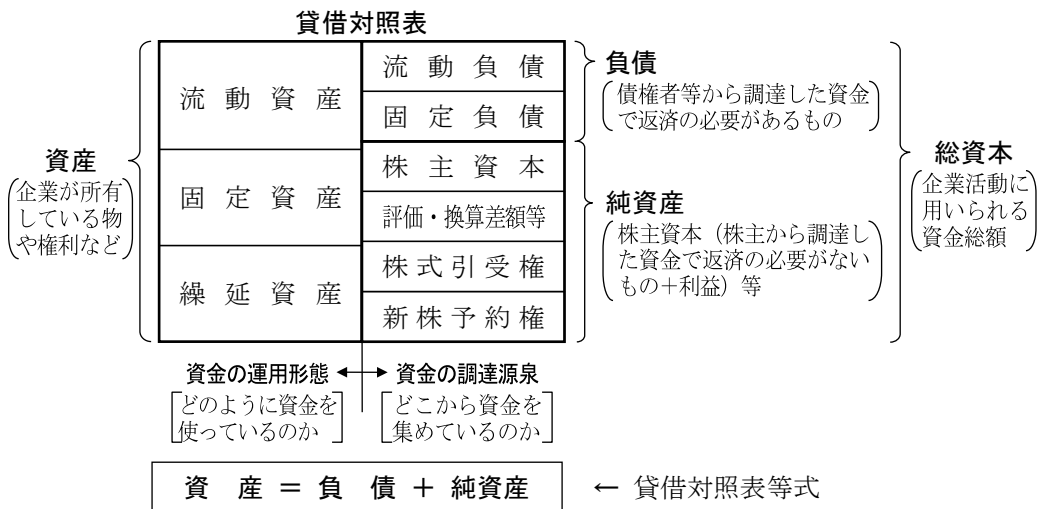 貸借対照表
資産
企業が所有
している物
や権利など
流動資産
固定資産
繰延資産
流動負債
固定負債
株主資本
評価・換算差額等
株式引受権
新株予約権
負債
債権者等から調達した資金
で返済の必要があるもの
純資産
株主資本（株主から調達し
た資金で返済の必要がない
もの＋利益）等
総資本
企業活動に
用いられる
資金総額
資金の運用形態 ←→ 資金の調達源泉
どのように資金を
使っているのか
どこから資金を
集めているのか
資産＝負債＋純資産 ← 貸借対照表等式